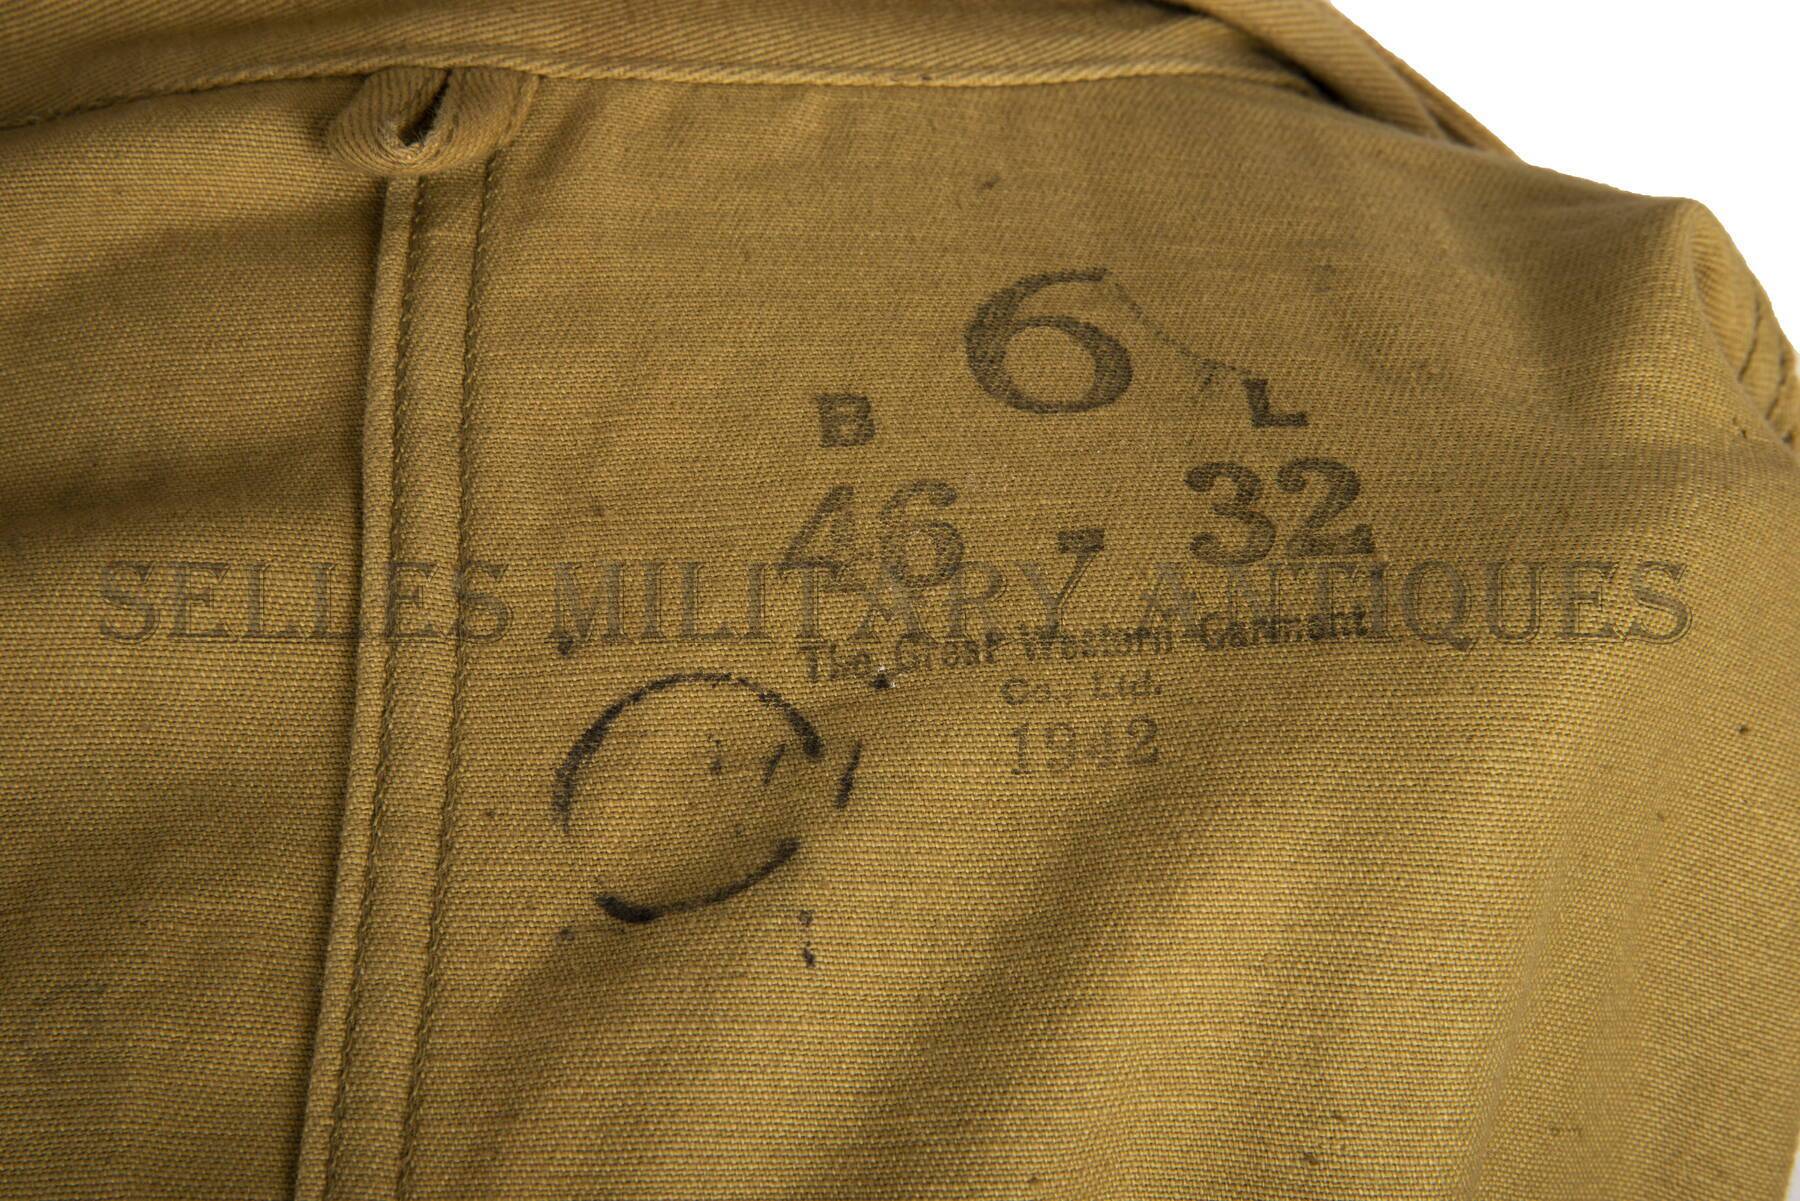 6
B L
46 - 32
SELLES MILITARY ANTIQUES
The Great Western Garment
Co., Ltd.
1942